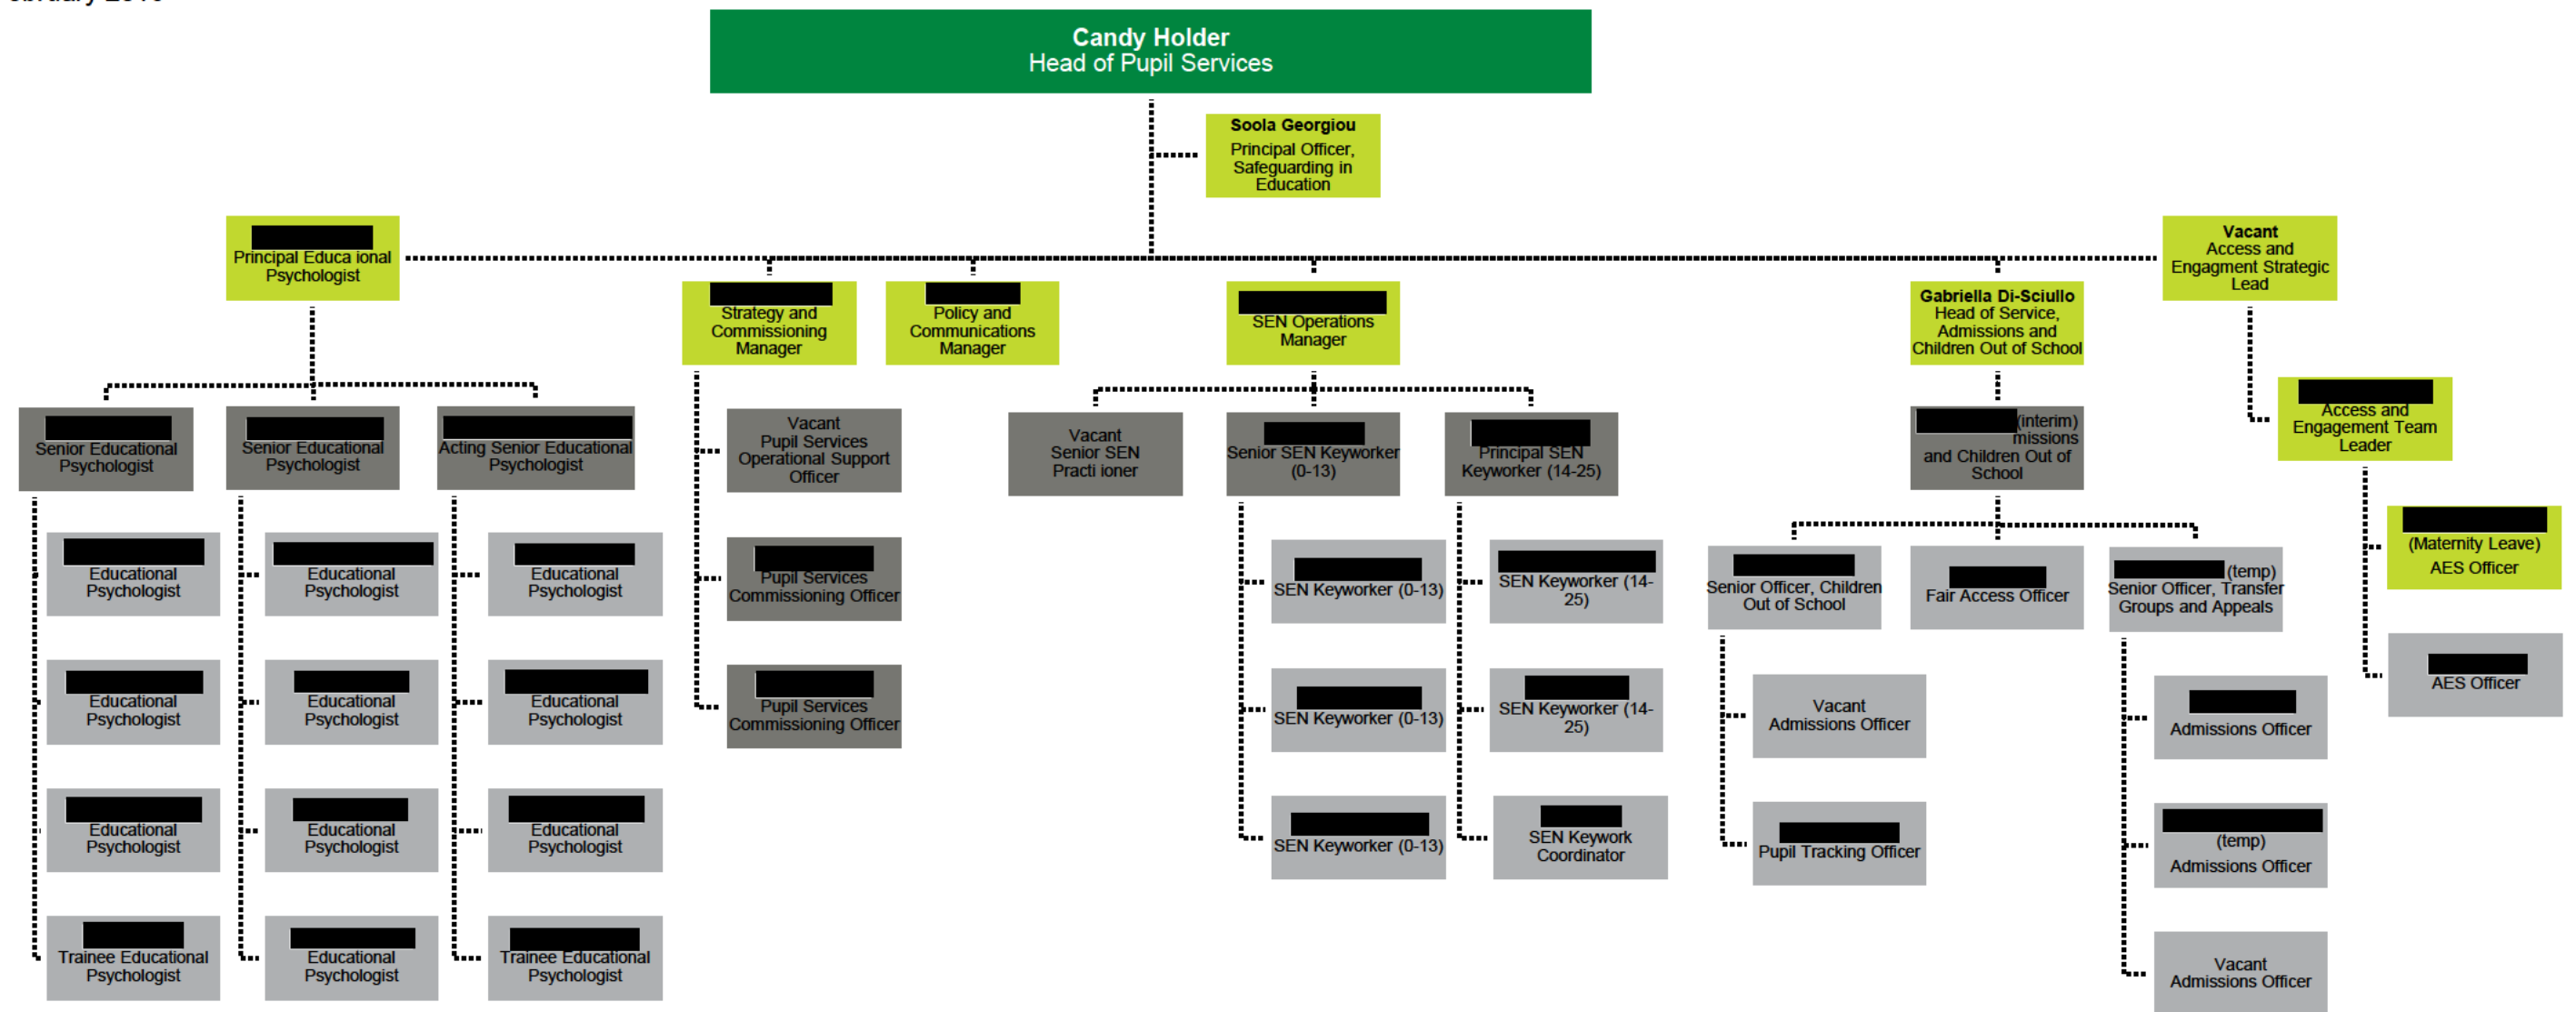 Candy Holder
Head of Pupil Services
Soola Georgiou
Principal Officer,
Safeguarding in
Education
Principal Educa ional
Psychologist
Vacant
Access and
Engagment Strategic
Lead
Strategy and
Commissioning
Manager
Policy and
Communications
Manager
SEN Operations
Manager
Gabriella Di-Sciullo
Head of Service,
Admissions and
Children Out of School
Senior Educational
Psychologist
Senior Educational
Psychologist
Acting Senior Educational
Psychologist
Vacant
Pupil Services
Operational Support
Officer
Vacant
Senior SEN
Practi ioner
Senior SEN Keyworker
(0-13)
Principal SEN
Keyworker (14-25)
(interim)
missions
and Children Out of
School
Access and
Engagement Team
Leader
Educational
Psychologist
Educational
Psychologist
Educational
Psychologist
Pupil Services
Commissioning Officer
SEN Keyworker (0-13)
SEN Keyworker (14-
25)
Senior Officer, Children
Out of School
Fair Access Officer
(temp)
Senior Officer, Transfer
Groups and Appeals
(Maternity Leave)
AES Officer
Educational
Psychologist
Educational
Psychologist
Educational
Psychologist
Pupil Services
Commissioning Officer
SEN Keyworker (0-13)
SEN Keyworker (14-
25)
Vacant
Admissions Officer
Admissions Officer
AES Officer
Educational
Psychologist
Educational
Psychologist
Educational
Psychologist
SEN Keyworker (0-13)
SEN Keywork
Coordinator
Pupil Tracking Officer
(temp)
Admissions Officer
Trainee Educational
Psychologist
Educational
Psychologist
Trainee Educational
Psychologist
Vacant
Admissions Officer